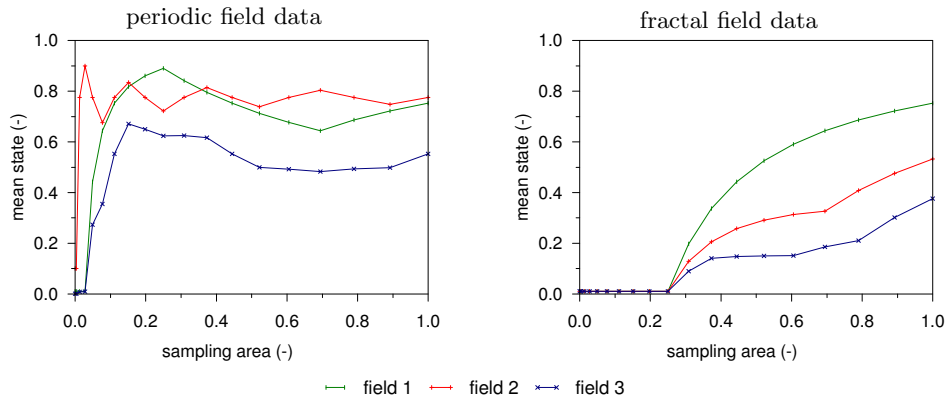 periodic field data
fractal field data
1.0
0.8
0.6
0.4
0.2
0.0
mean state (-)
0.0 0.2 0.4 0.6 0.8 1.0
sampling area (-)
1.0
0.8
0.6
0.4
0.2
0.0
mean state (-)
0.0 0.2 0.4 0.6 0.8 1.0
sampling area (-)
field 1 field 2 field 3